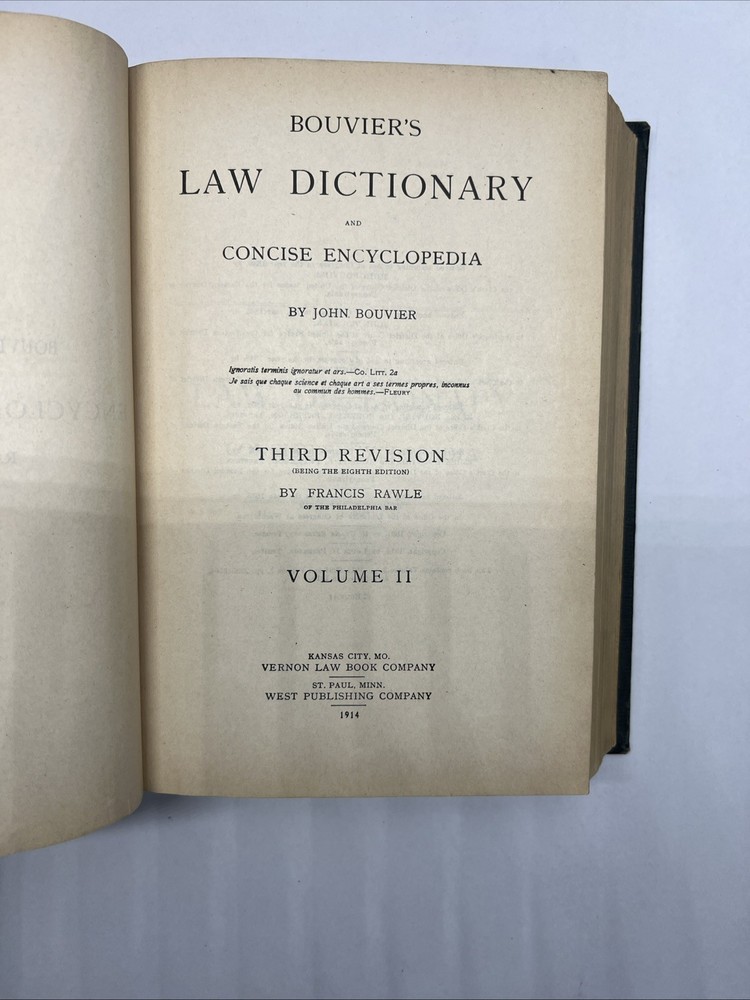 BOUVIER'S
LAW DICTIONARY
AND
CONCISE ENCYCLOPEDIA
BY JOHN BOUVIER
Ignoratis terminis ignoratur et ars.—Co. Litt. 2a
Je sais que chaque science et chaque art a ses termes propres, inconnus
au commun des hommes.—Fleury
THIRD REVISION
(BEING THE EIGHTH EDITION)
BY FRANCIS RAWLE
OF THE PHILADELPHIA BAR
VOLUME II
KANSAS CITY, MO.
VERNON LAW BOOK COMPANY
ST. PAUL, MINN.
WEST PUBLISHING COMPANY
1914